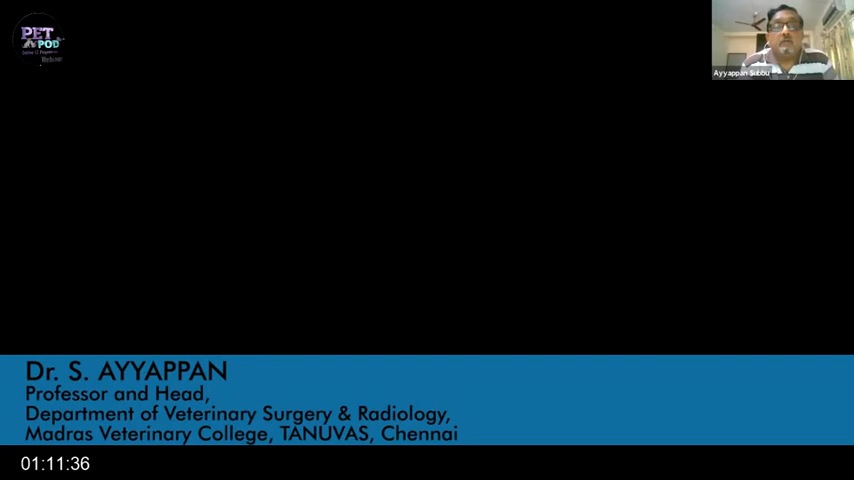 PET
POD
Ayyappan Subbu
Dr. S. AYYAPPAN
Professor and Head,
Department of Veterinary Surgery & Radiology,
Madras Veterinary College, TANUVAS, Chennai
01:11:36